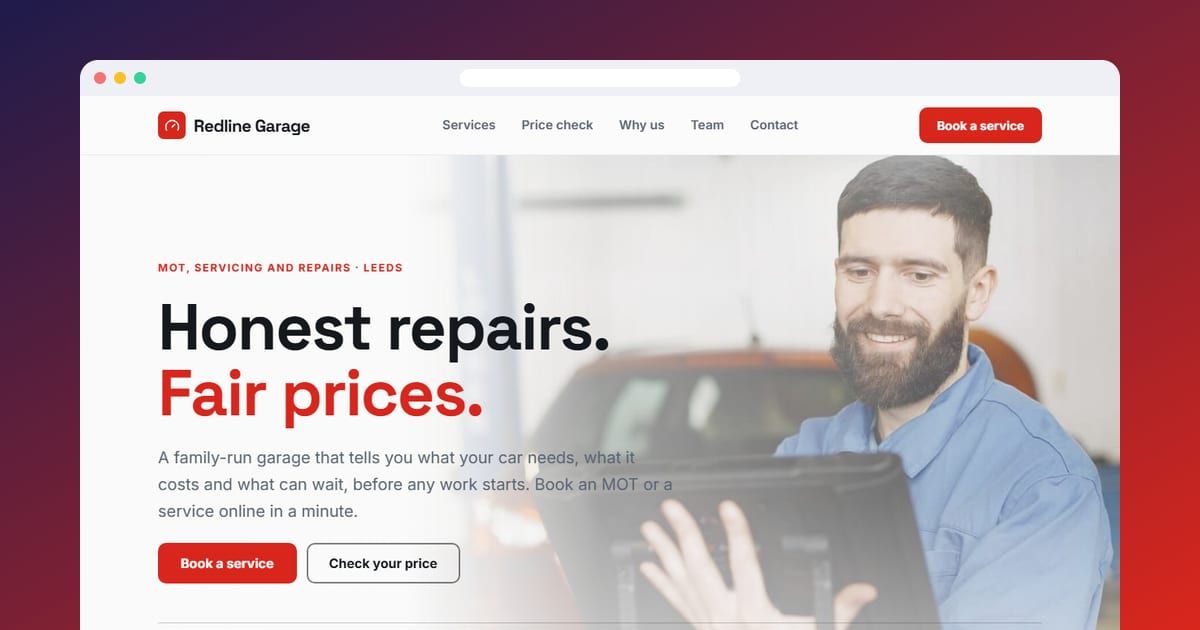 Redline Garage
Services
Price check
Why us
Team
Contact
Book a service
MOT, SERVICING AND REPAIRS · LEEDS
Honest repairs.
Fair prices.
A family-run garage that tells you what your car needs, what it
costs and what can wait, before any work starts. Book an MOT or a
service online in a minute.
Book a service
Check your price